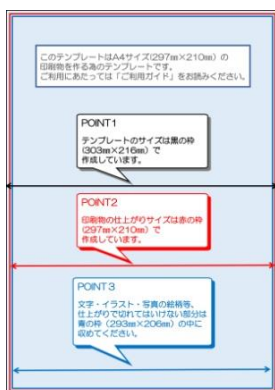 このテンプレートはA4サイズ(297㎜×210㎜)の
印刷物を作る為のテンプレートです。
ご利用にあたっては「ご利用ガイド」をお読みください。
POINT1
テンプレートのサイズは黒の枠
(303㎜×216㎜)で
作成しています。
POINT2
印刷物の仕上がりサイズは赤の枠
(297㎜×210㎜)で
作成しています。
POINT3
文字・イラスト・写真の絵柄等、
仕上がりで切れてはいけない部分は
青の枠(293㎜×206㎜)の中に
収めてください。